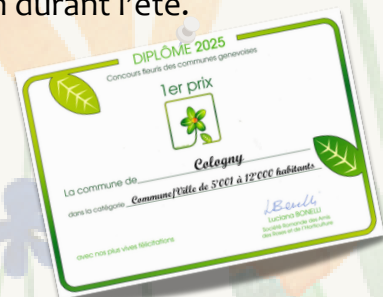 durant l'été.
DIPLÔME 2025
Concours fleuris des communes genevoises
1er prix
La commune de Cologny
dans la catégorie Commune/Ville de 5'001 à 12'000 habitants
Luciana BONELLI
Société Romande des Amis
des Roses et de l'Horticulture
avec nos plus vives félicitations